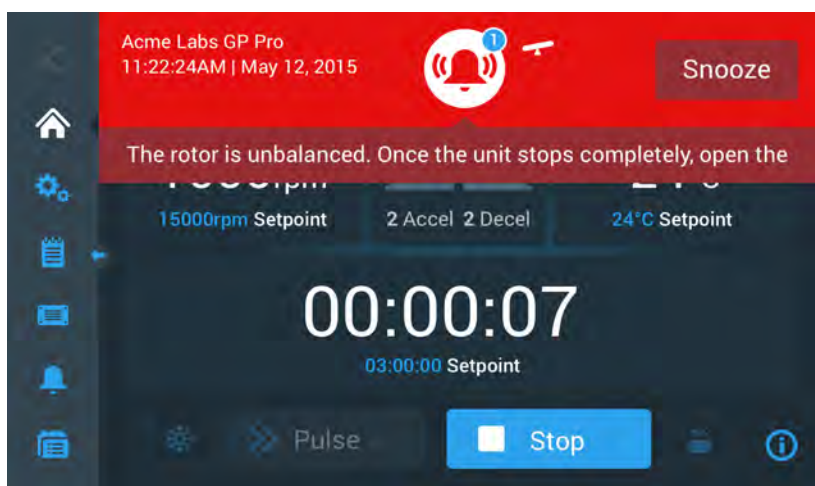 Acme Labs GP Pro
11:22:24AM | May 12, 2015
1
Snooze
The rotor is unbalanced. Once the unit stops completely, open the
rpm
15000rpm Setpoint
2 Accel 2 Decel
24°C Setpoint
00:00:07
03:00:00 Setpoint
Pulse
Stop